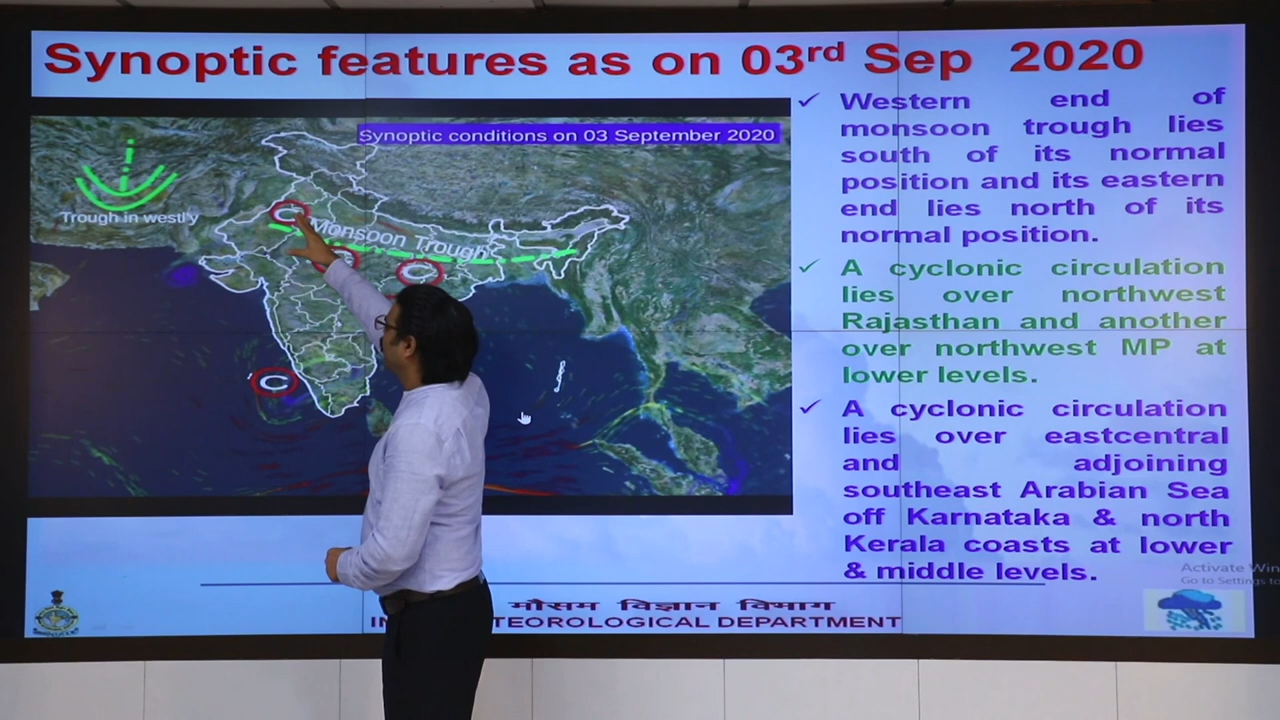 Synoptic features as on 03rd Sep 2020
Synoptic conditions on 03 September 2020
Trough in westly
Monsoon Trough
C
C
C
✓ Western end of
monsoon trough lies
south of its normal
position and its eastern
end lies north of its
normal position.
✓ A cyclonic circulation
lies over northwest
Rajasthan and another
over northwest MP at
lower levels.
✓ A cyclonic circulation
lies over eastcentral
and adjoining
southeast Arabian Sea
off Karnataka & north
Kerala coasts at lower
& middle levels.
Activate Win
Go to Settings to
मौसम विज्ञान विभाग
METEOROLOGICAL DEPARTMENT